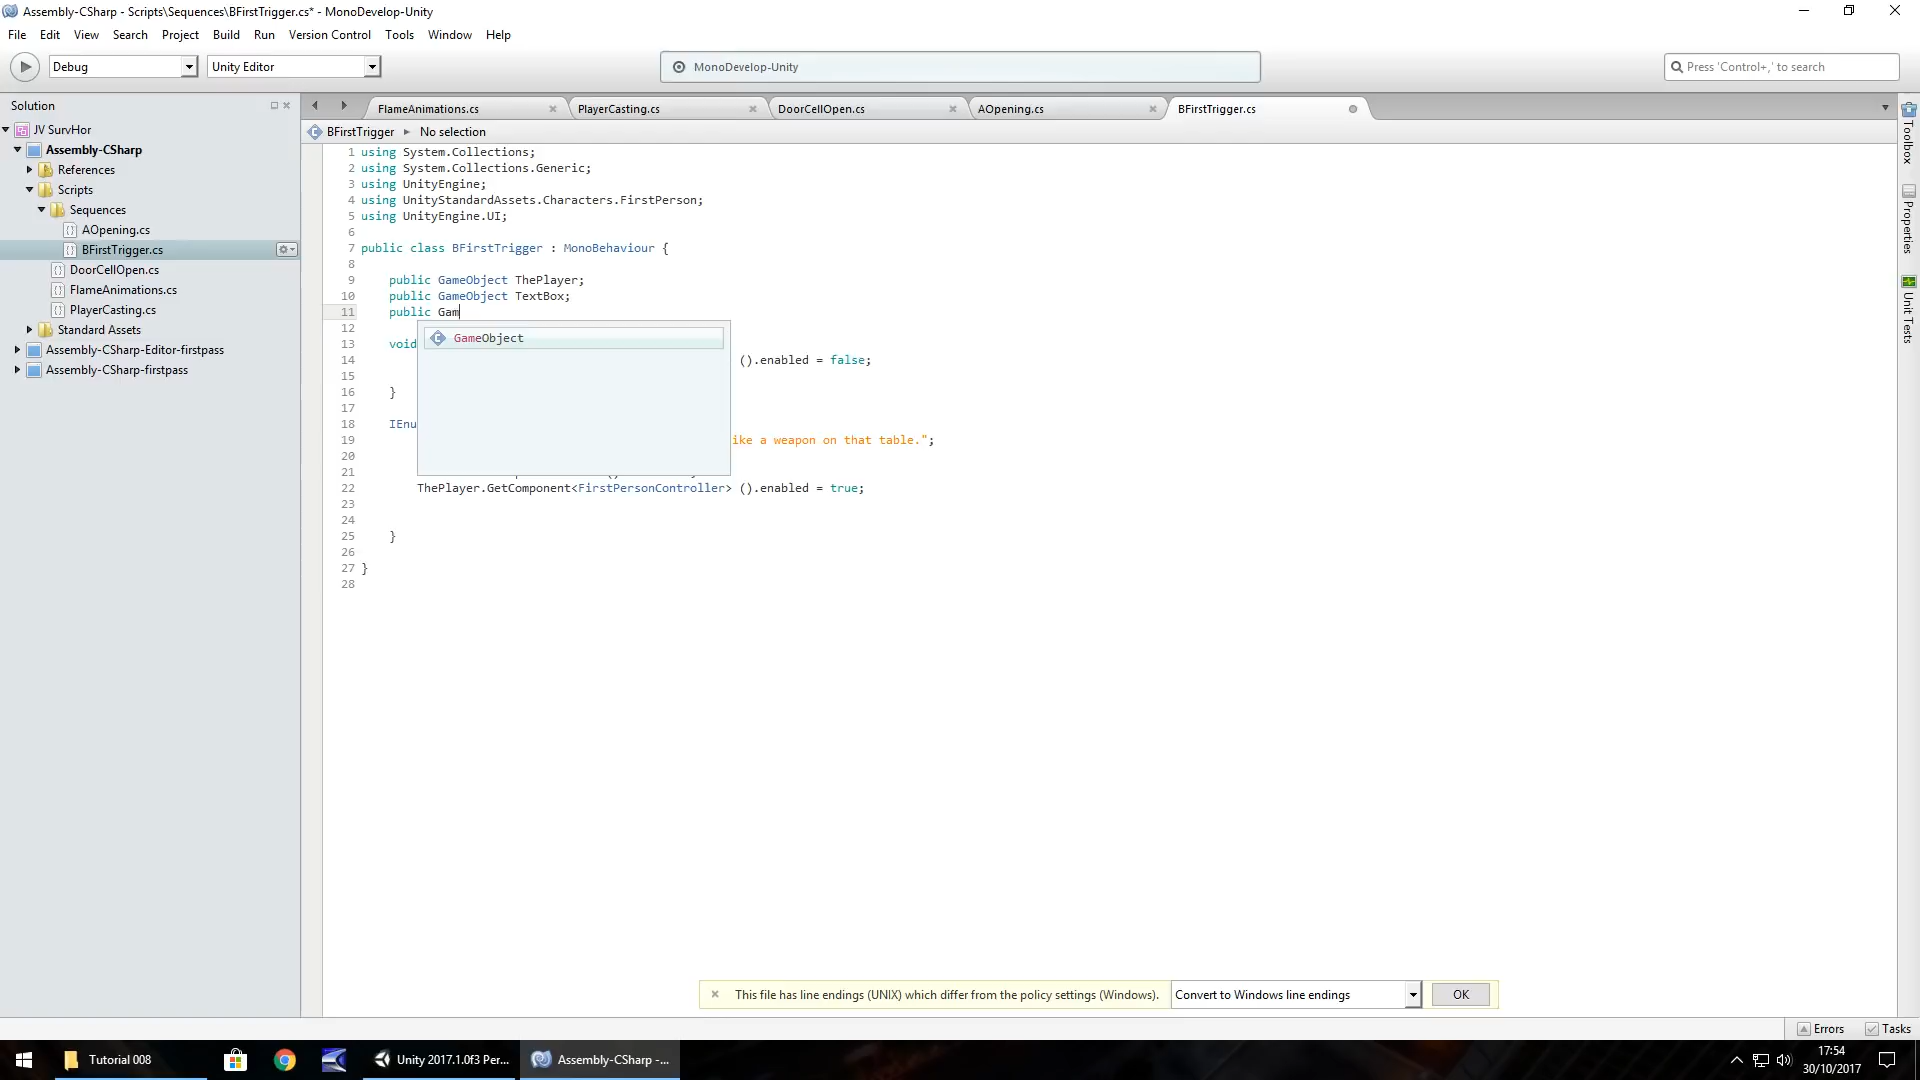 Assembly-CSharp - Scripts\Sequences\BFirstTrigger.cs* - MonoDevelop-Unity
File Edit View Search Project Build Run Version Control Tools Window Help
Debug Unity Editor MonoDevelop-Unity Press 'Control+,' to search
Solution
JV SurvHor
Assembly-CSharp
References
Scripts
Sequences
AOpening.cs
BFirstTrigger.cs
DoorCellOpen.cs
FlameAnimations.cs
PlayerCasting.cs
Standard Assets
Assembly-CSharp-Editor-firstpass
Assembly-CSharp-firstpass
FlameAnimations.cs PlayerCasting.cs DoorCellOpen.cs AOpening.cs BFirstTrigger.cs
BFirstTrigger No selection
1 using System.Collections;
2 using System.Collections.Generic;
3 using UnityEngine;
4 using UnityStandardAssets.Characters.FirstPerson;
5 using UnityEngine.UI;
6
7 public class BFirstTrigger : MonoBehaviour {
8
9 public GameObject ThePlayer;
10 public GameObject TextBox;
11 public Gam
12
GameObject
13 void
14 ().enabled = false;
15
16 }
17
18 IEnu
19 ike a weapon on that table.";
20
21
22 ThePlayer.GetComponent<FirstPersonController> ().enabled = true;
23
24
25 }
26
27 }
28
Toolbox
Properties
Unit Tests
This file has line endings (UNIX) which differ from the policy settings (Windows). Convert to Windows line endings OK
Errors Tasks
Tutorial 008 Unity 2017.1.0f3 Per... Assembly-CSharp -...
17:54
30/10/2017